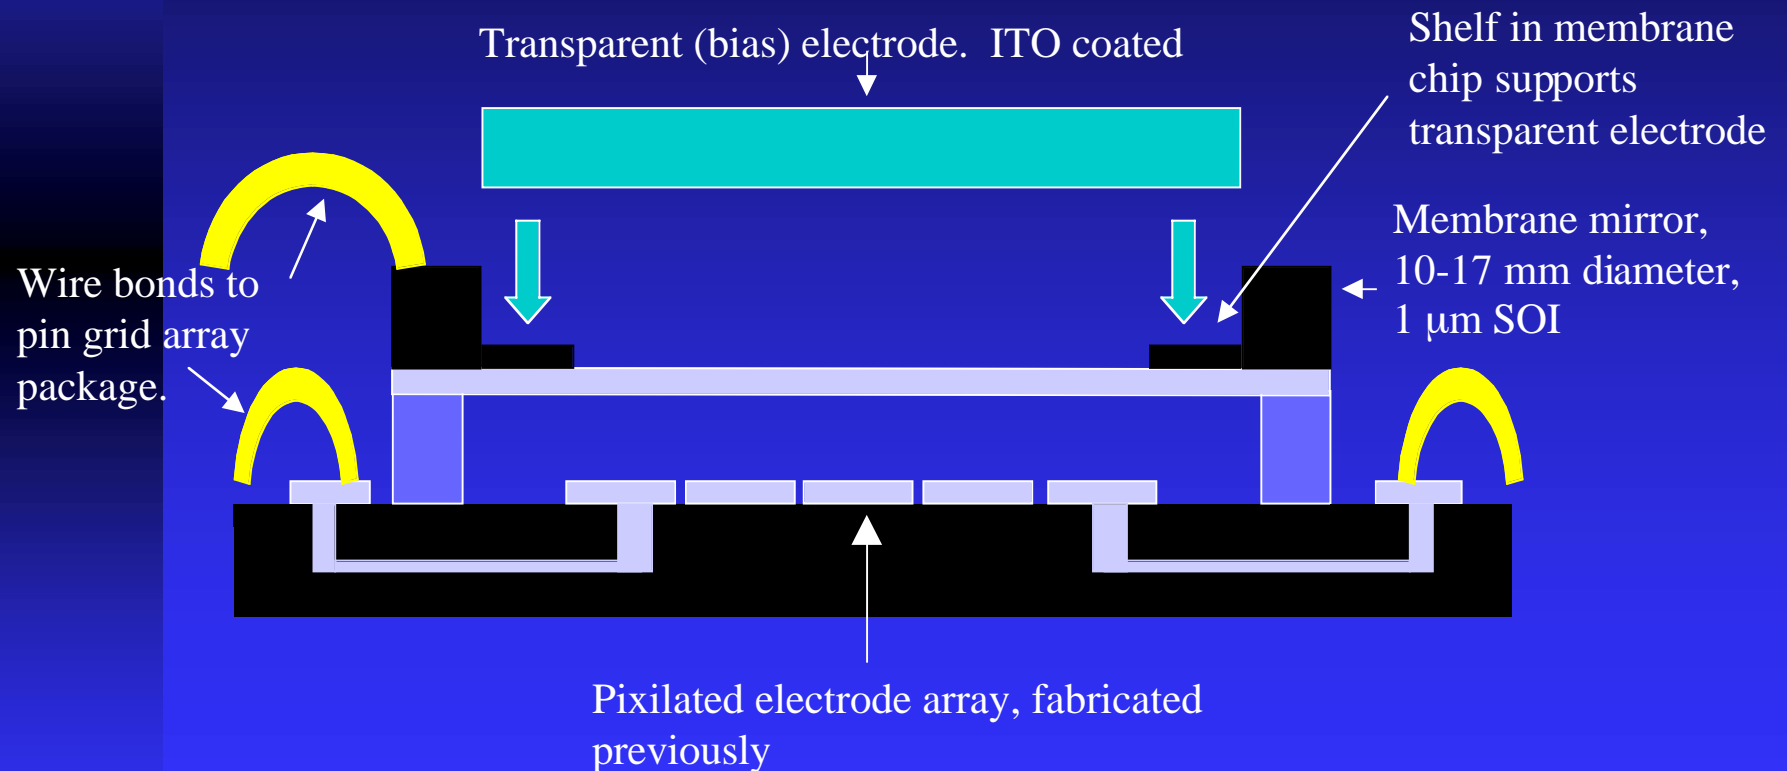 Transparent (bias) electrode.  ITO coated
Shelf in membrane
chip supports
transparent electrode
Membrane mirror,
10-17 mm diameter,
1 μm SOI
Wire bonds to
pin grid array
package.
Pixilated electrode array, fabricated
previously